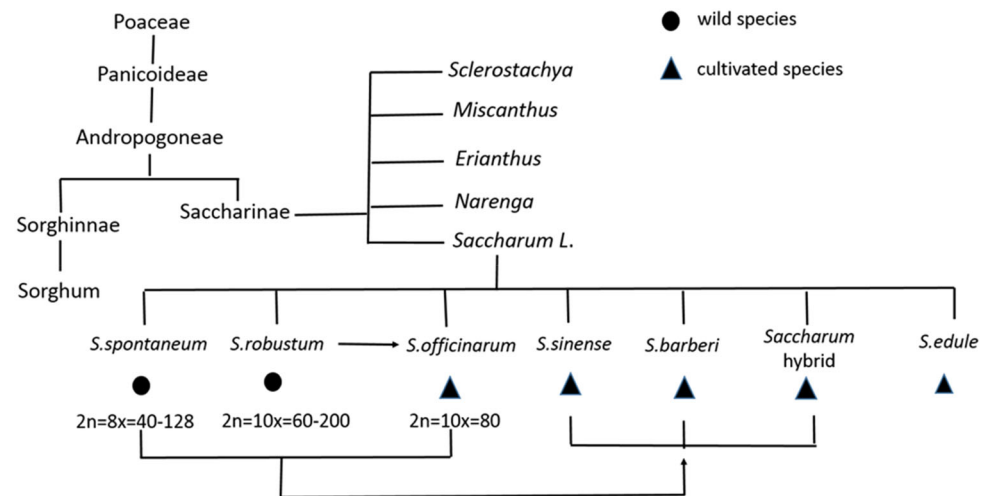 Poaceae
wild species
Panicoideae
cultivated species
Sclerostachya
Miscanthus
Andropogoneae
Erianthus
Narenga
Saccharinae
Sorghinnae
Saccharum L.
Sorghum
S.spontaneum
S.robustum
S.officinarum
S.sinense
S.barberi
Saccharum
hybrid
S.edule
2n=8x=40-128
2n=10x=60-200
2n=10x=80